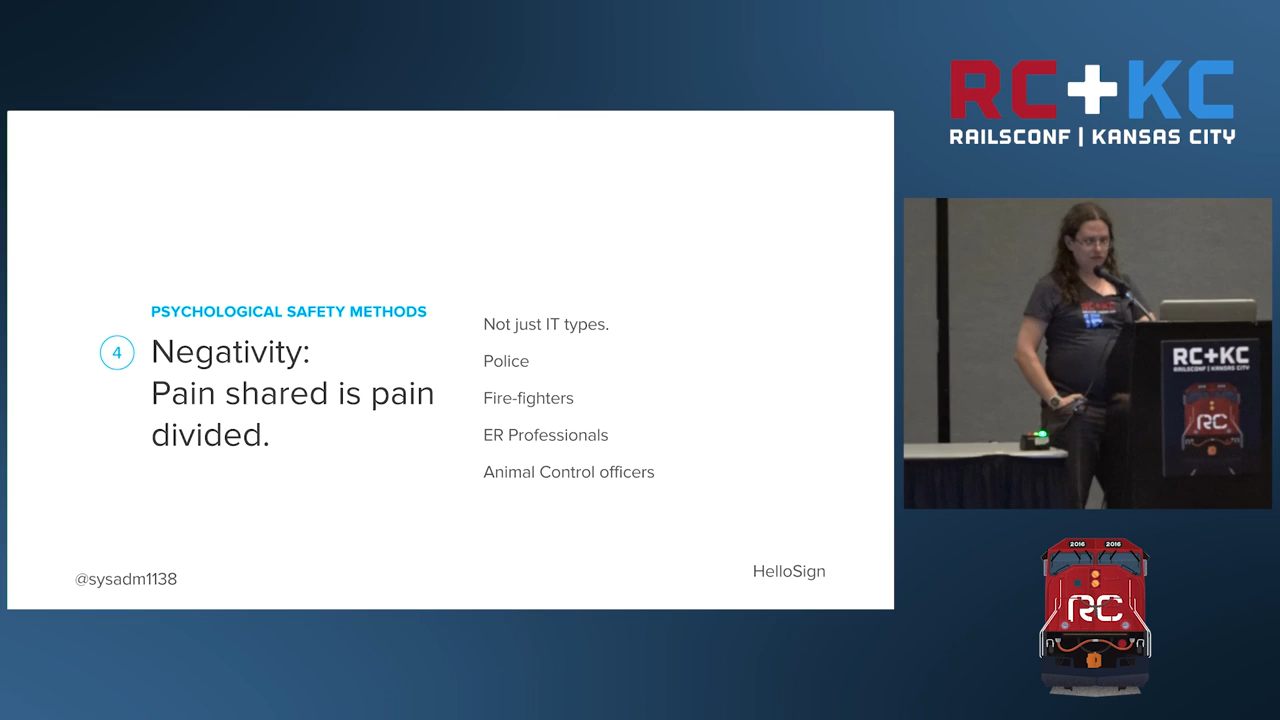 RC+KC
RAILSCONF | KANSAS CITY
PSYCHOLOGICAL SAFETY METHODS
4
Negativity:
Pain shared is pain
divided.
Not just IT types.
Police
Fire-fighters
ER Professionals
Animal Control officers
@sysadm1138
HelloSign
RC+KC
RC+KC
RAILSCONF | KANSAS CITY
RC
2016
2016
RC